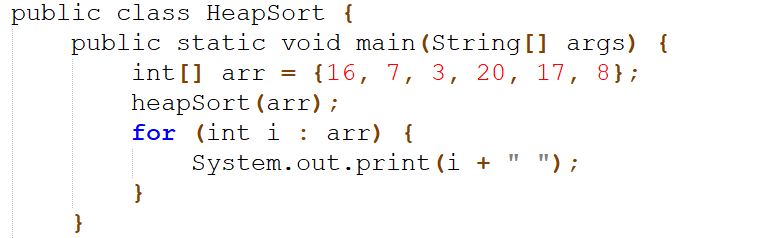 public class HeapSort {
    public static void main(String[] args) {
        int[] arr = {16, 7, 3, 20, 17, 8};
        heapSort(arr);
        for (int i : arr) {
            System.out.print(i + " ");
        }
    }